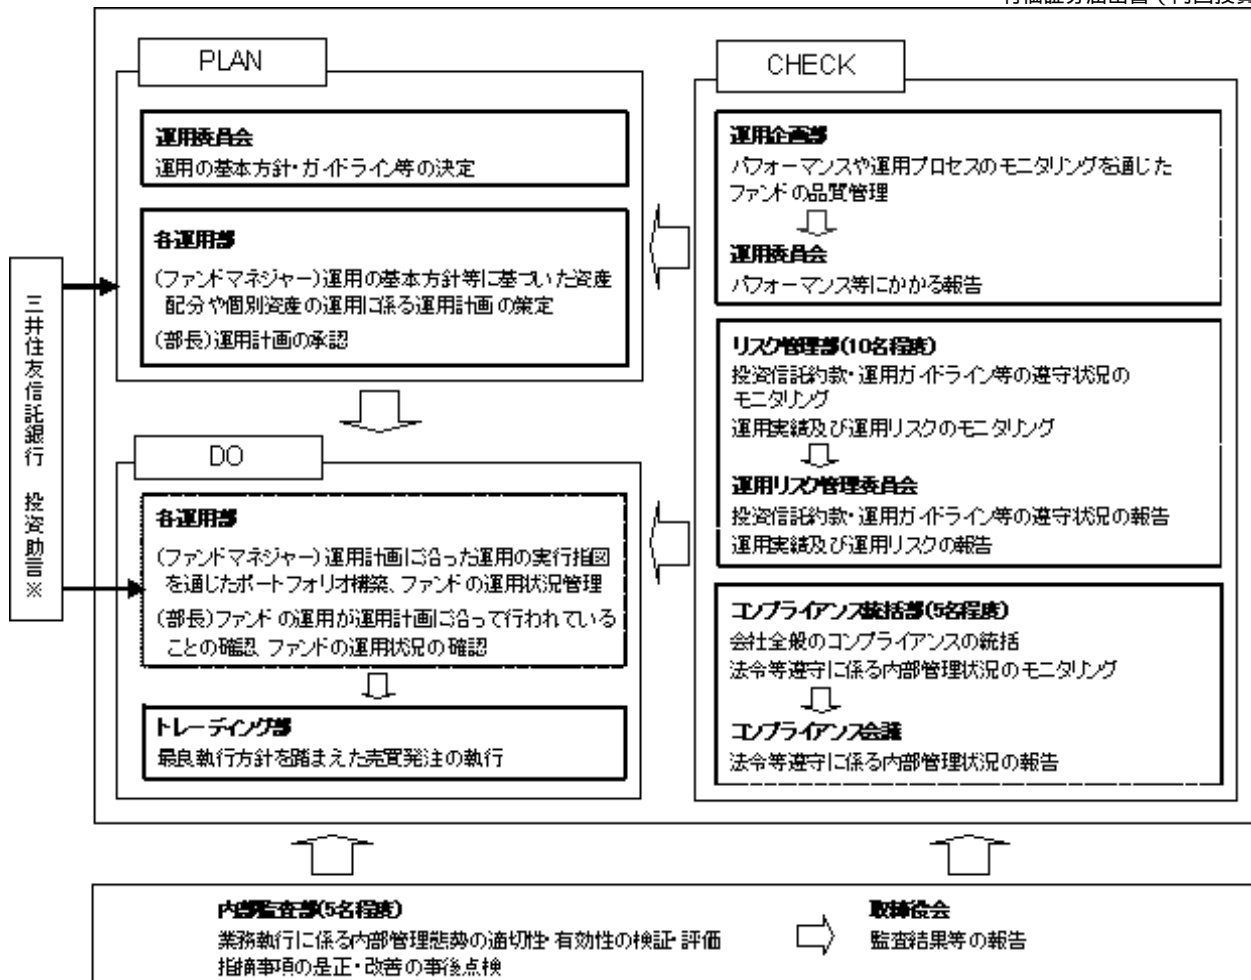 PLAN
運用委員会
運用の基本方針・ガイドライン等の決定
各運用部
(ファンドマネジャー)運用の基本方針等に基づいた資産
配分や個別資産の運用に係る運用計画の策定
(部長)運用計画の承認
三井住友信託銀行 投資助言※
DO
各運用部
(ファンドマネジャー)運用計画に沿った運用の実行指図
を通じたポートフォリオ構築、ファンドの運用状況管理
(部長)ファンドの運用が運用計画に沿って行われている
ことの確認、ファンドの運用状況の確認
トレーディング部
最良執行方針を踏まえた売買発注の執行
CHECK
運用企画部
パフォーマンスや運用プロセスのモニタリングを通じた
ファンドの品質管理
運用委員会
パフォーマンス等にかかる報告
リスク管理部(10名程度)
投資信託約款・運用ガイドライン等の遵守状況の
モニタリング
運用実績及び運用リスクのモニタリング
運用リスク管理委員会
投資信託約款・運用ガイドライン等の遵守状況の報告
運用実績及び運用リスクの報告
コンプライアンス統括部(5名程度)
会社全般のコンプライアンスの統括
法令等遵守に係る内部管理状況のモニタリング
コンプライアンス会議
法令等遵守に係る内部管理状況の報告
内部監査部(5名程度)
業務執行に係る内部管理態勢の適切性・有効性の検証・評価
指摘事項の是正・改善の事後点検
取締役会
監査結果等の報告